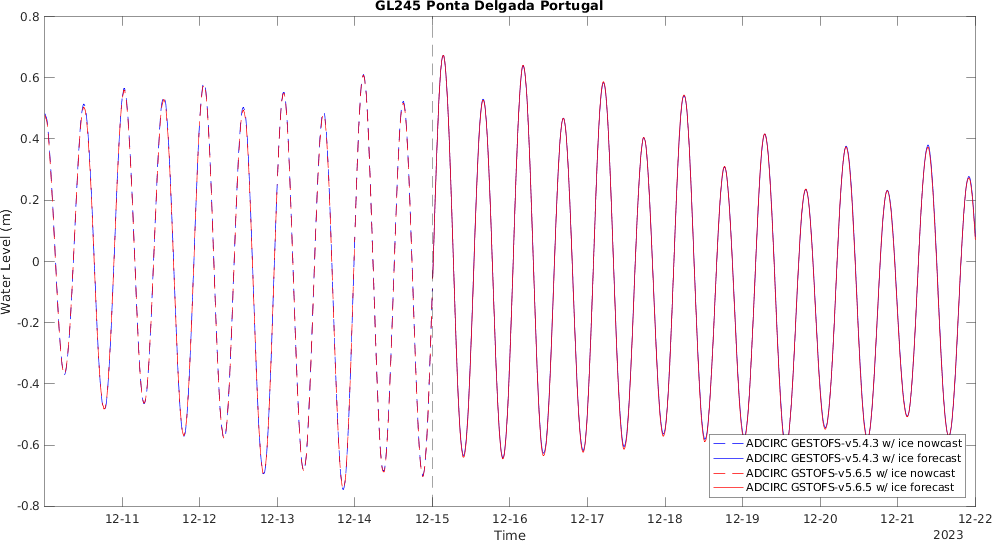 GL245 Ponta Delgada Portugal
Water Level (m)
0.8
0.6
0.4
0.2
0
-0.2
-0.4
-0.6
-0.8
ADCIRC GESTOFS-v5.4.3 w/ ice nowcast
ADCIRC GESTOFS-v5.4.3 w/ ice forecast
ADCIRC GSTOFS-v5.6.5 w/ ice nowcast
ADCIRC GSTOFS-v5.6.5 w/ ice forecast
12-11 12-12 12-13 12-14 12-15 12-16 12-17 12-18 12-19 12-20 12-21 12-22
Time
2023